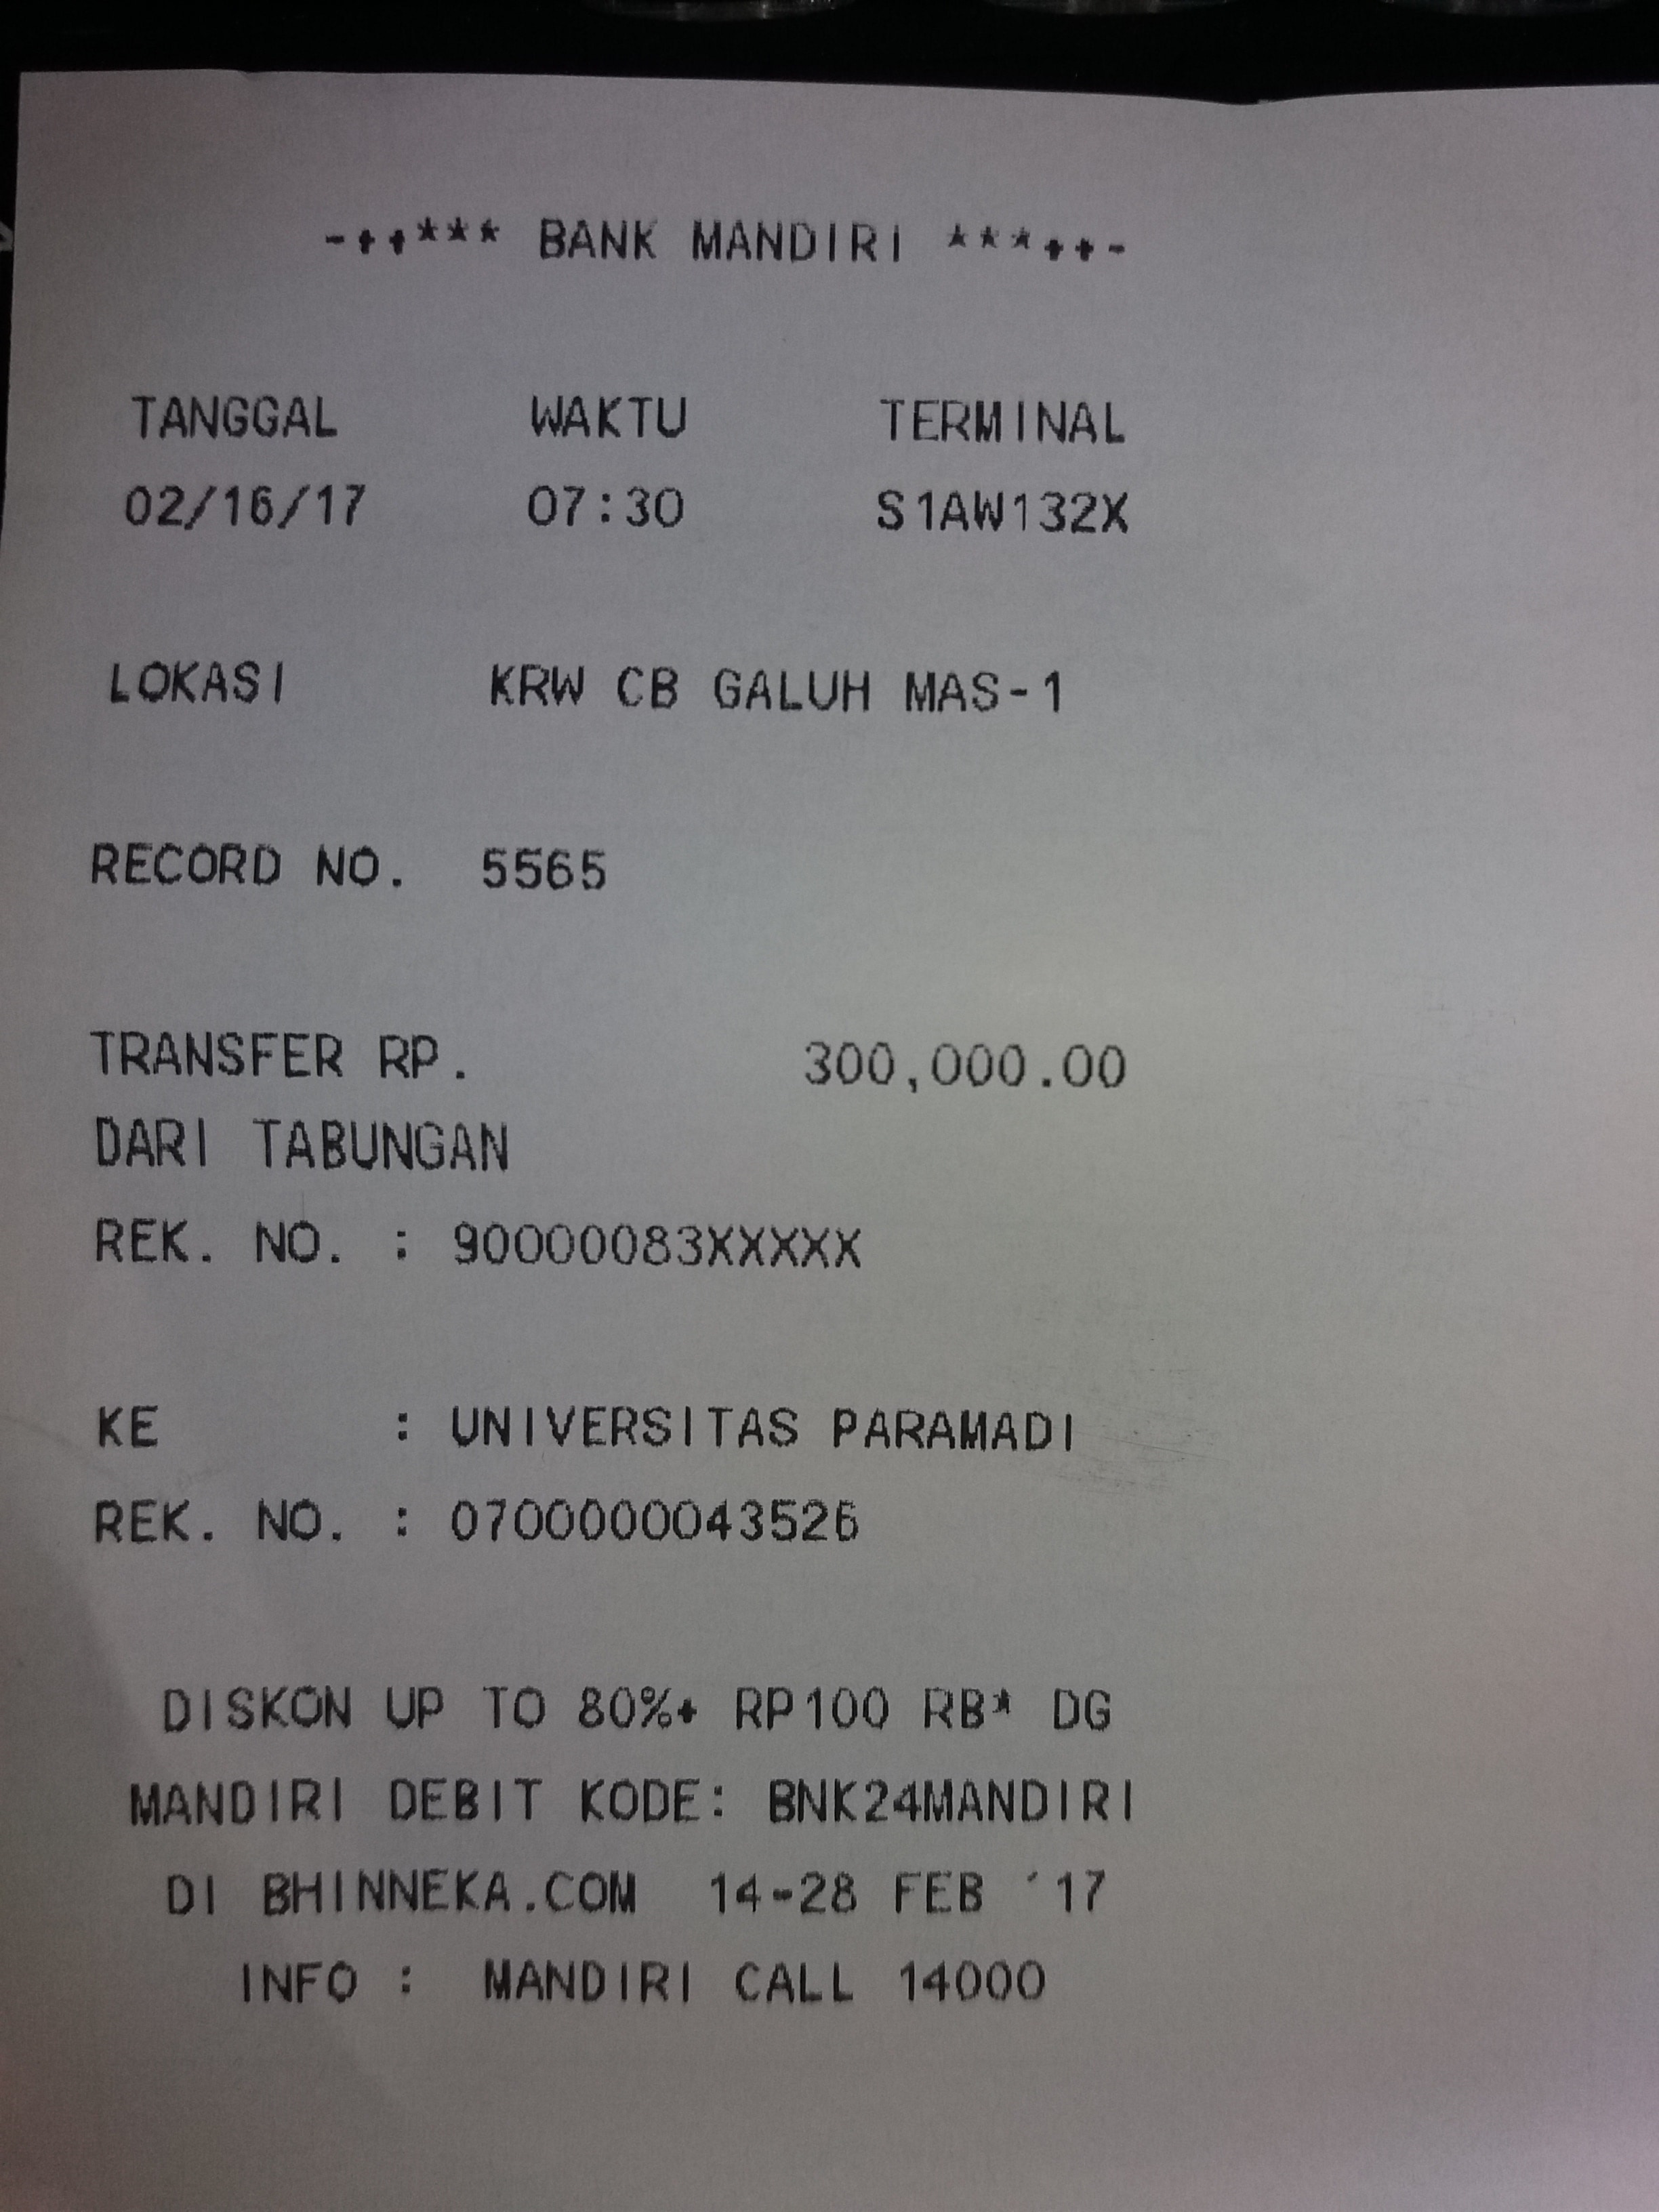 -++*** BANK MANDIRI ***++-
TANGGAL WAKTU TERMINAL
02/16/17 07:30 S1AW132X
LOKASI KRW CB GALUH MAS-1
RECORD NO. 5565
TRANSFER RP. 300,000.00
DARI TABUNGAN
REK. NO. : 90000083XXXXX
KE : UNIVERSITAS PARAMADI
REK. NO. : 0700000043526
DISKON UP TO 80%+ RP100 RB* DG
MANDIRI DEBIT KODE: BNK24MANDIRI
DI BHINNEKA.COM 14-28 FEB '17
INFO : MANDIRI CALL 14000